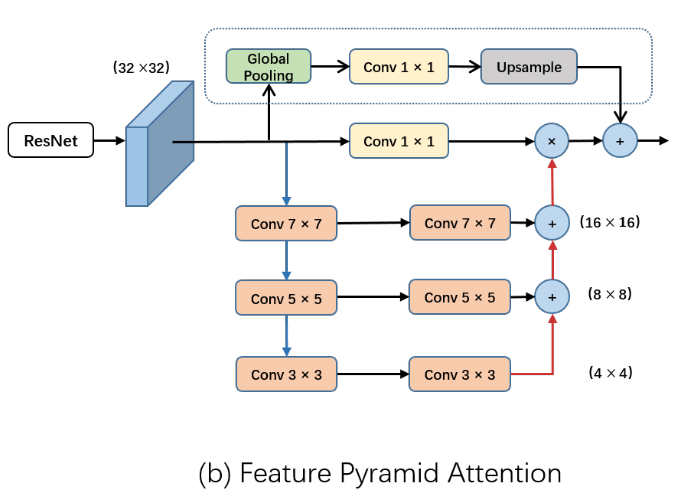 (32 ×32)
Global
Pooling
Conv 1 × 1
Upsample
ResNet
Conv 1 × 1
×
+
Conv 7 × 7
Conv 7 × 7
+
(16 × 16)
Conv 5 × 5
Conv 5 × 5
+
(8 × 8)
Conv 3 × 3
Conv 3 × 3
(4 × 4)
(b) Feature Pyramid Attention